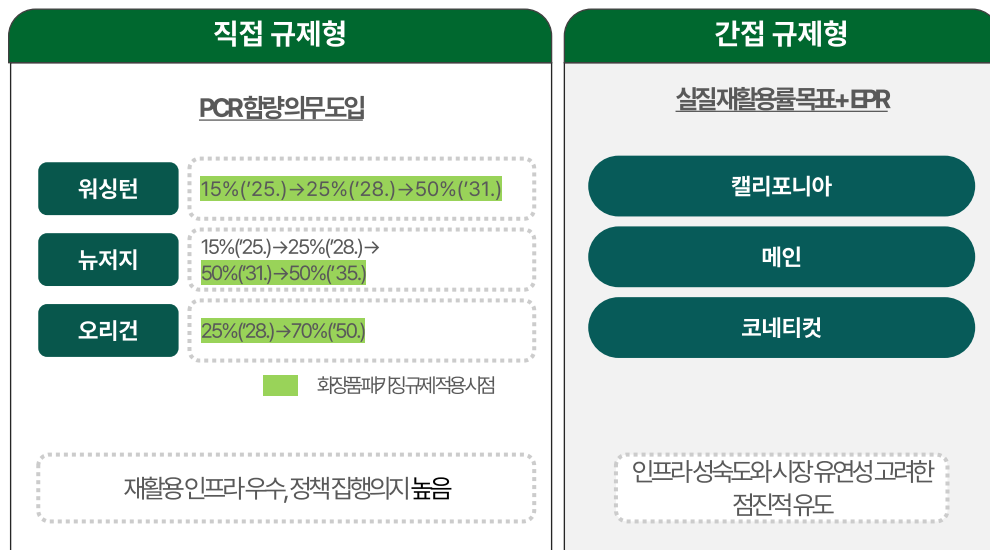 직접 규제형
PCR 함량 의무 도입
워싱턴
15%('25.)→25%('28.)→50%('31.)
뉴저지
15%('25.)→25%('28.)→
50%('31.)→50%('35.)
오리건
25%('28.)→70%('50.)
화장품 패키징 규제 적용 시점
재활용 인프라 우수, 정책 집행의지 높음
간접 규제형
실질 재활용률 목표 + EPR
캘리포니아
메인
코네티컷
인프라 성숙도와 시장 유연성 고려한
점진적 유도